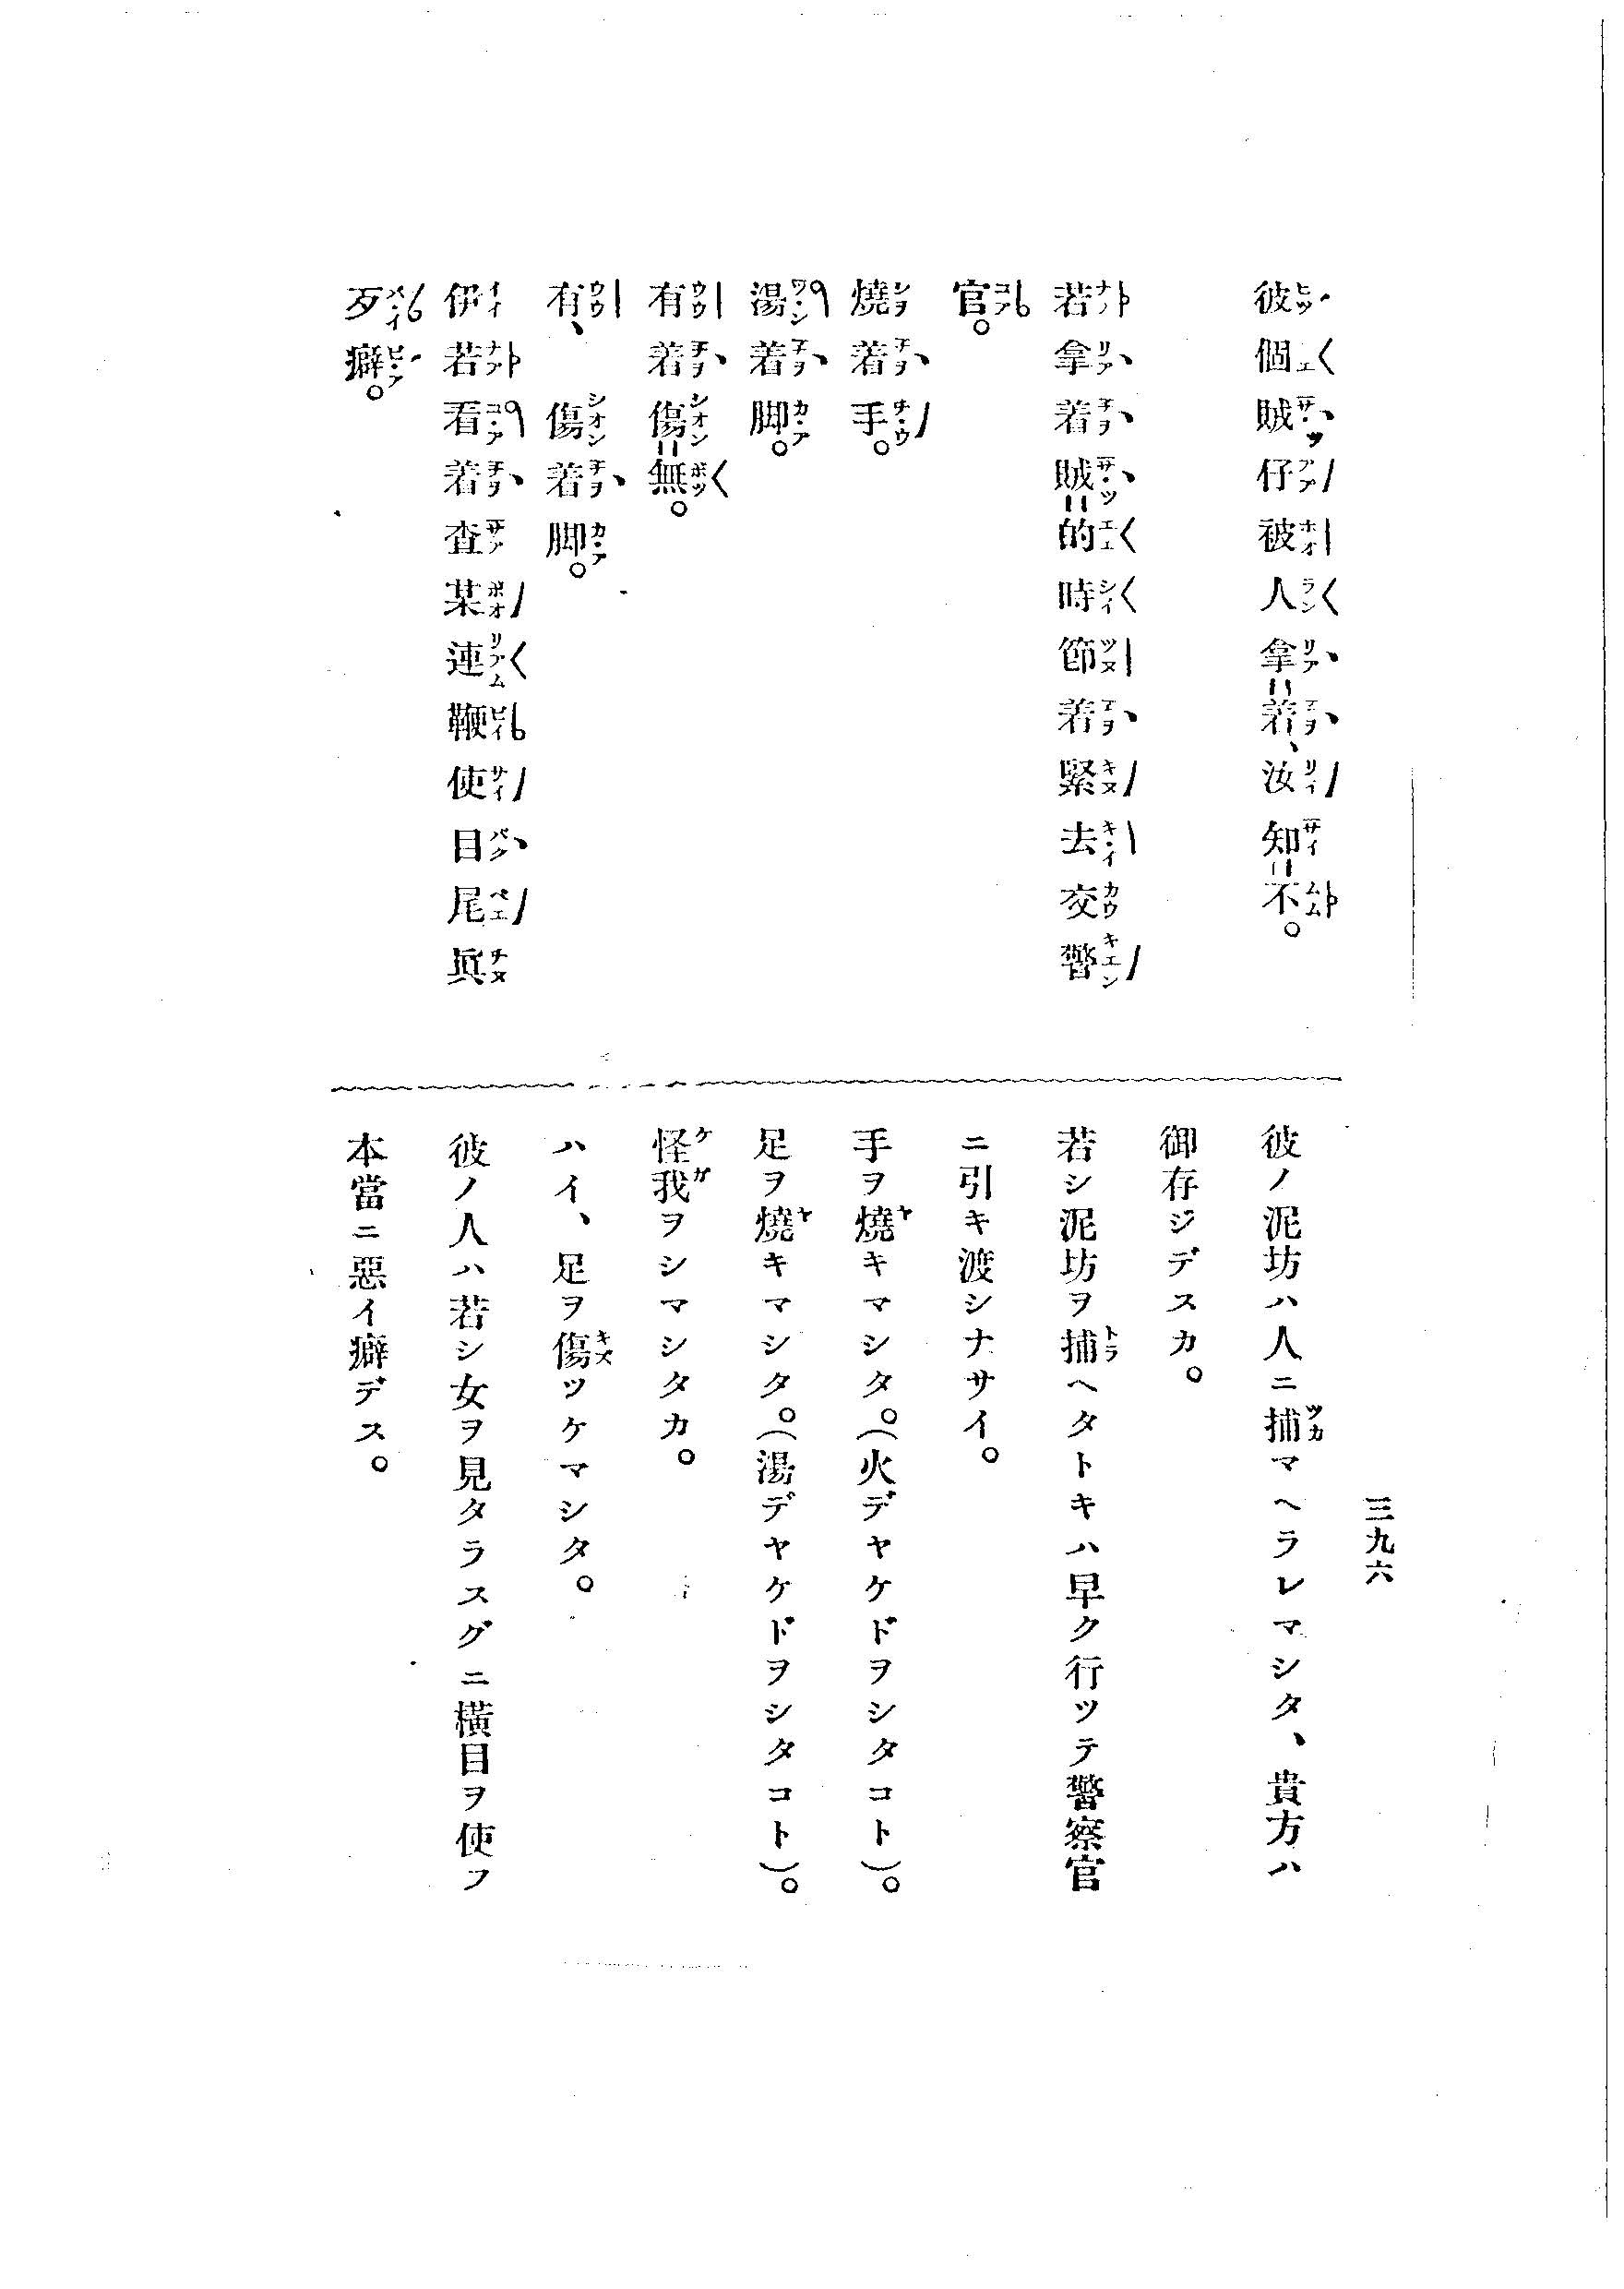 三九六
彼個賊仔被人拿=着、汝知=不。
若拿着賊=的時節着緊去交警
官。
燒着手。
湯着脚。
有着傷=無。
有、傷着脚。
伊若看着查某連鞭使目尾眞
歹癖。
彼ノ泥坊ハ人ニ捕マヘラレマシタ、貴方ハ
御存ジデスカ。
若シ泥坊ヲ捕ヘタトキハ早ク行ツテ警察官
ニ引キ渡シナサイ。
手ヲ燒キマシタ。(火デヤケドヲシタコト)。
足ヲ燒キマシタ。(湯デヤケドヲシタコト)。
怪我ヲシマシタカ。
ハイ、足ヲ傷ツケマシタ。
彼ノ人ハ若シ女ヲ見タラスグニ橫目ヲ使フ
本當ニ惡イ癖デス。